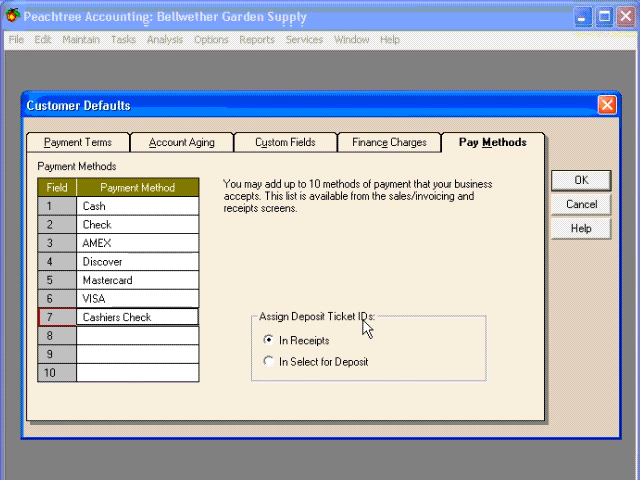 Peachtree Accounting: Bellwether Garden Supply
File Edit Maintain Tasks Analysis Options Reports Services Window Help
Customer Defaults
Payment Terms Account Aging Custom Fields Finance Charges Pay Methods
Payment Methods
Field Payment Method
1 Cash
2 Check
3 AMEX
4 Discover
5 Mastercard
6 VISA
7 Cashiers Check
8
9
10
You may add up to 10 methods of payment that your business
accepts. This list is available from the sales/invoicing and
receipts screens.
Assign Deposit Ticket IDs:
In Receipts
In Select for Deposit
OK
Cancel
Help